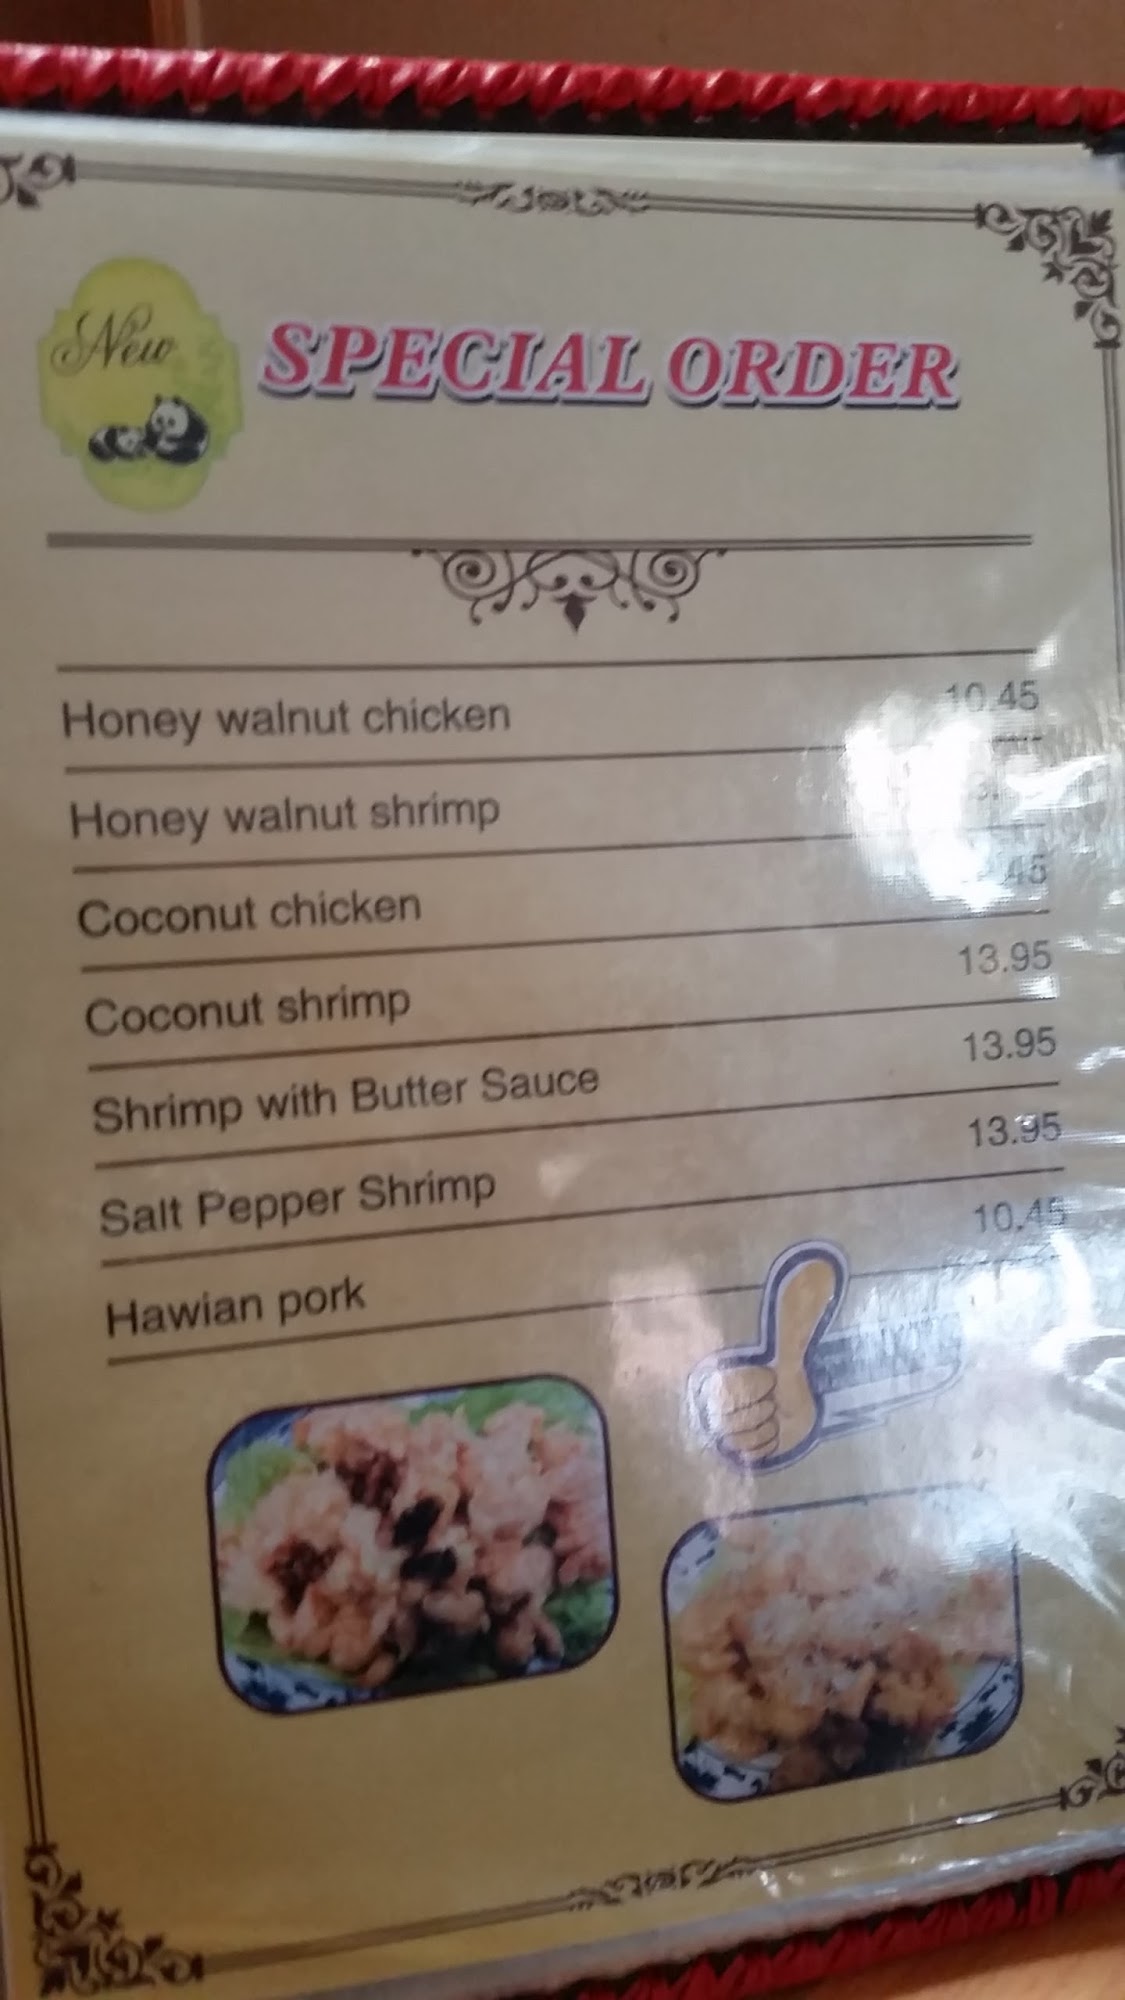 New
SPECIAL ORDER
Honey walnut chicken 10.45
Honey walnut shrimp
Coconut chicken
Coconut shrimp 13.95
Shrimp with Butter Sauce 13.95
Salt Pepper Shrimp 13.95
Hawian pork 10.45